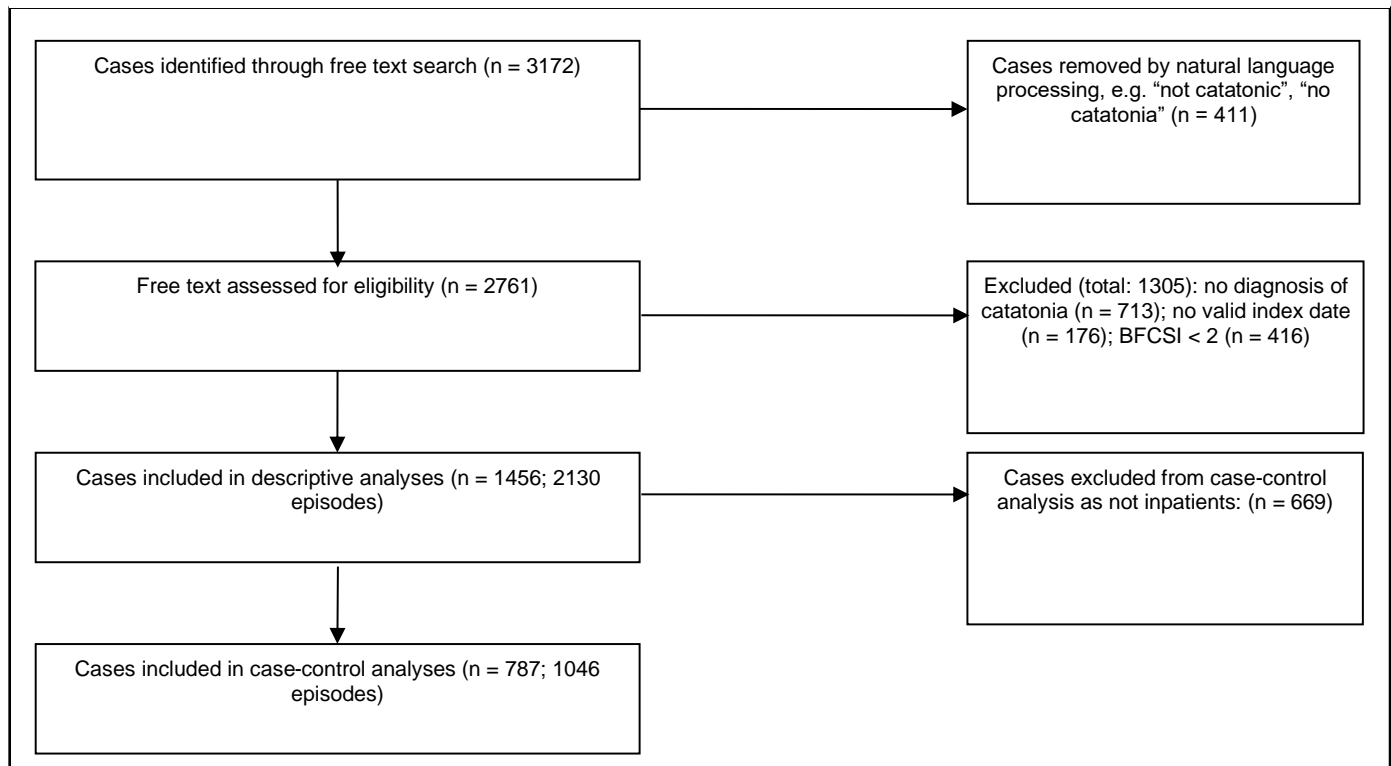 Cases identified through free text search (n = 3172)
Cases removed by natural language
processing, e.g. “not catatonic”, “no
catatonia” (n = 411)
Free text assessed for eligibility (n = 2761)
Excluded (total: 1305): no diagnosis of
catatonia (n = 713); no valid index date
(n = 176); BFCSI < 2 (n = 416)
Cases included in descriptive analyses (n = 1456; 2130
episodes)
Cases excluded from case-control
analysis as not inpatients: (n = 669)
Cases included in case-control analyses (n = 787; 1046
episodes)